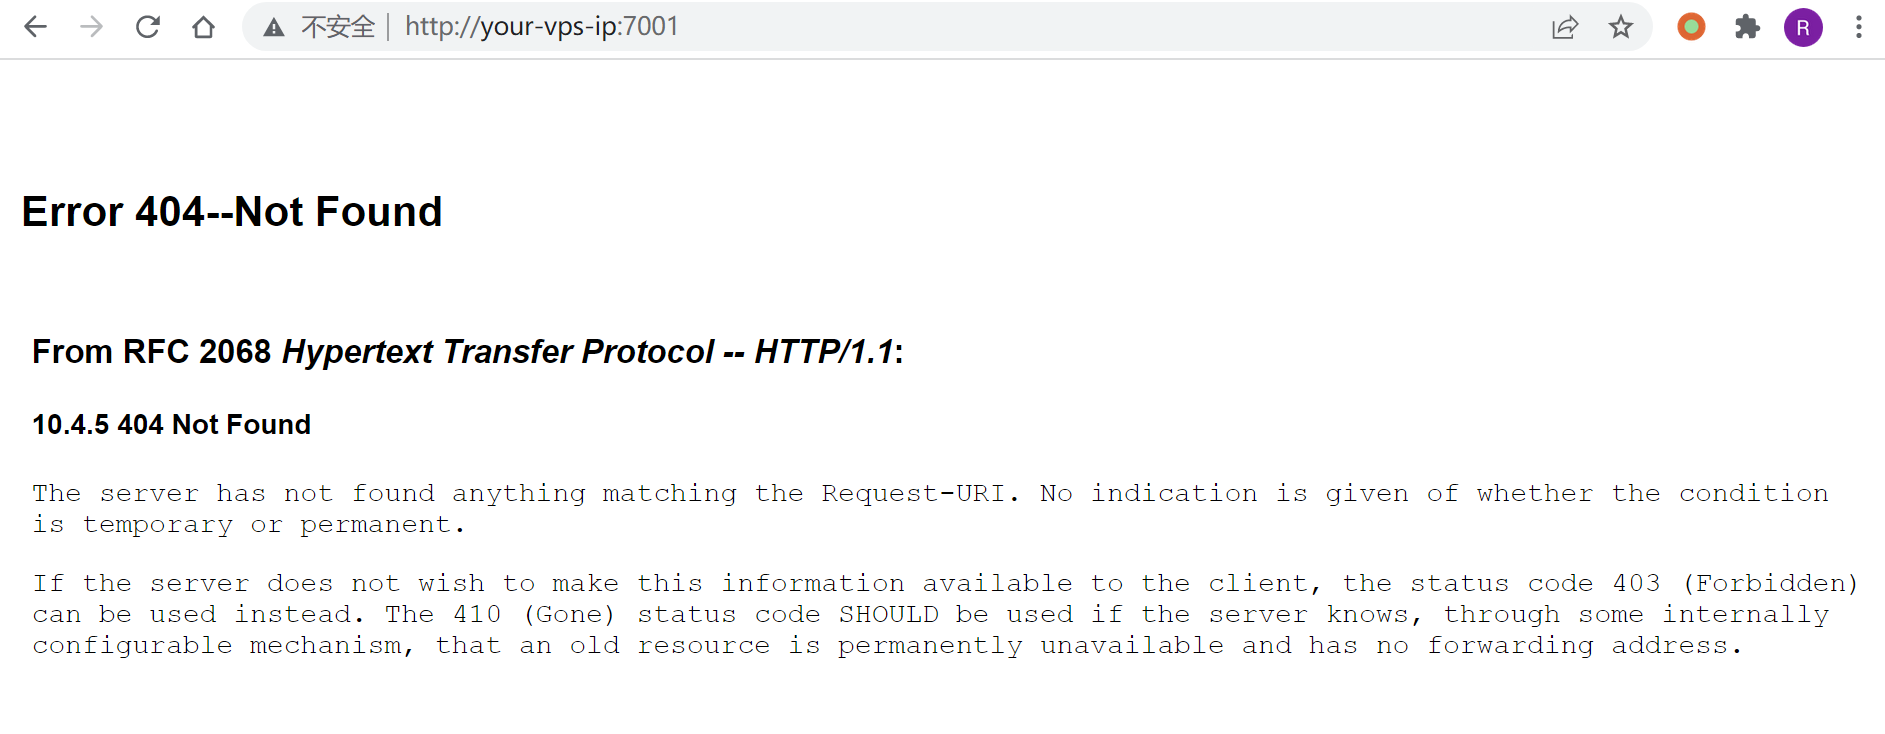 不安全 http://your-vps-ip:7001 R
Error 404--Not Found
From RFC 2068 Hypertext Transfer Protocol -- HTTP/1.1:
10.4.5 404 Not Found
The server has not found anything matching the Request-URI. No indication is given of whether the condition
is temporary or permanent.
If the server does not wish to make this information available to the client, the status code 403 (Forbidden)
can be used instead. The 410 (Gone) status code SHOULD be used if the server knows, through some internally
configurable mechanism, that an old resource is permanently unavailable and has no forwarding address.